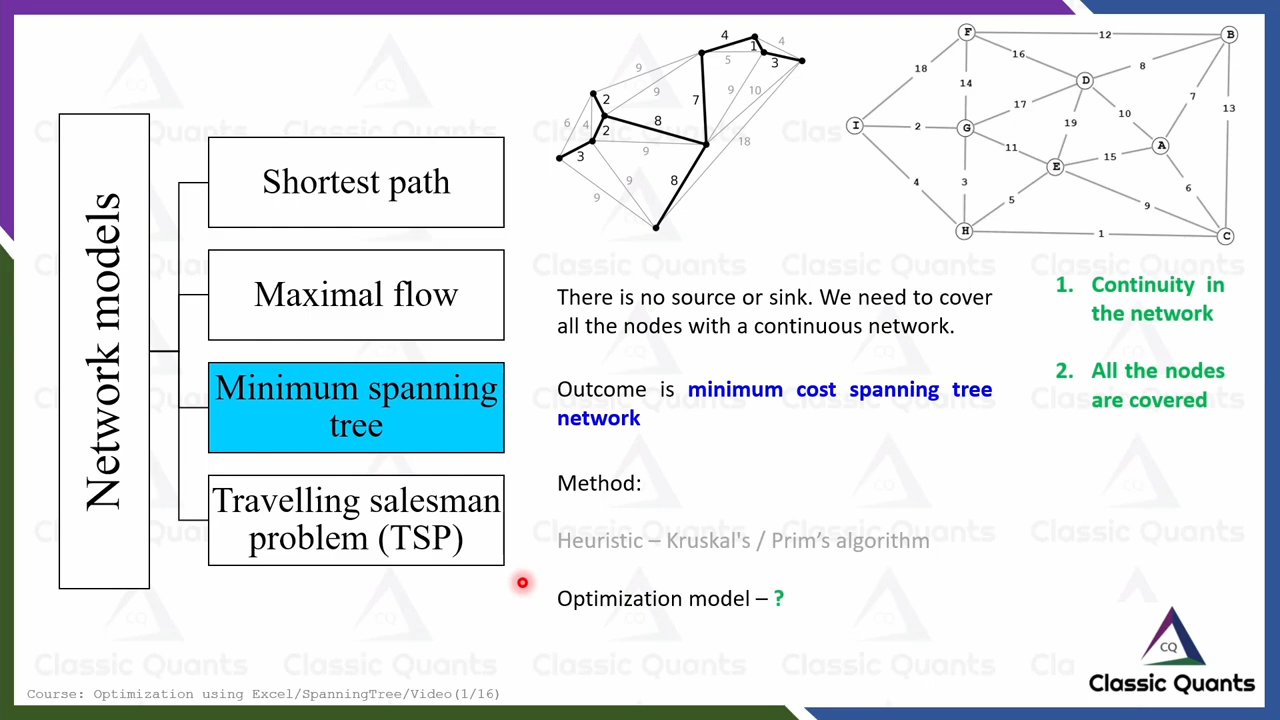 Network models
Shortest path
Maximal flow
Minimum spanning
tree
Travelling salesman
problem (TSP)
4
1
4
5
3
9
9
7
9
10
2
6
4
2
8
3
9
18
9
8
9
F
12
B
16
8
18
14
D
17
10
7
13
I
2
G
19
11
A
15
E
4
3
5
6
9
H
1
C
There is no source or sink. We need to cover
all the nodes with a continuous network.
Outcome is minimum cost spanning tree
network
Method:
Heuristic – Kruskal's / Prim’s algorithm
Optimization model – ?
1. Continuity in
the network
2. All the nodes
are covered
CQ
Classic Quants
Course: Optimization using Excel/SpanningTree/Video(1/16)